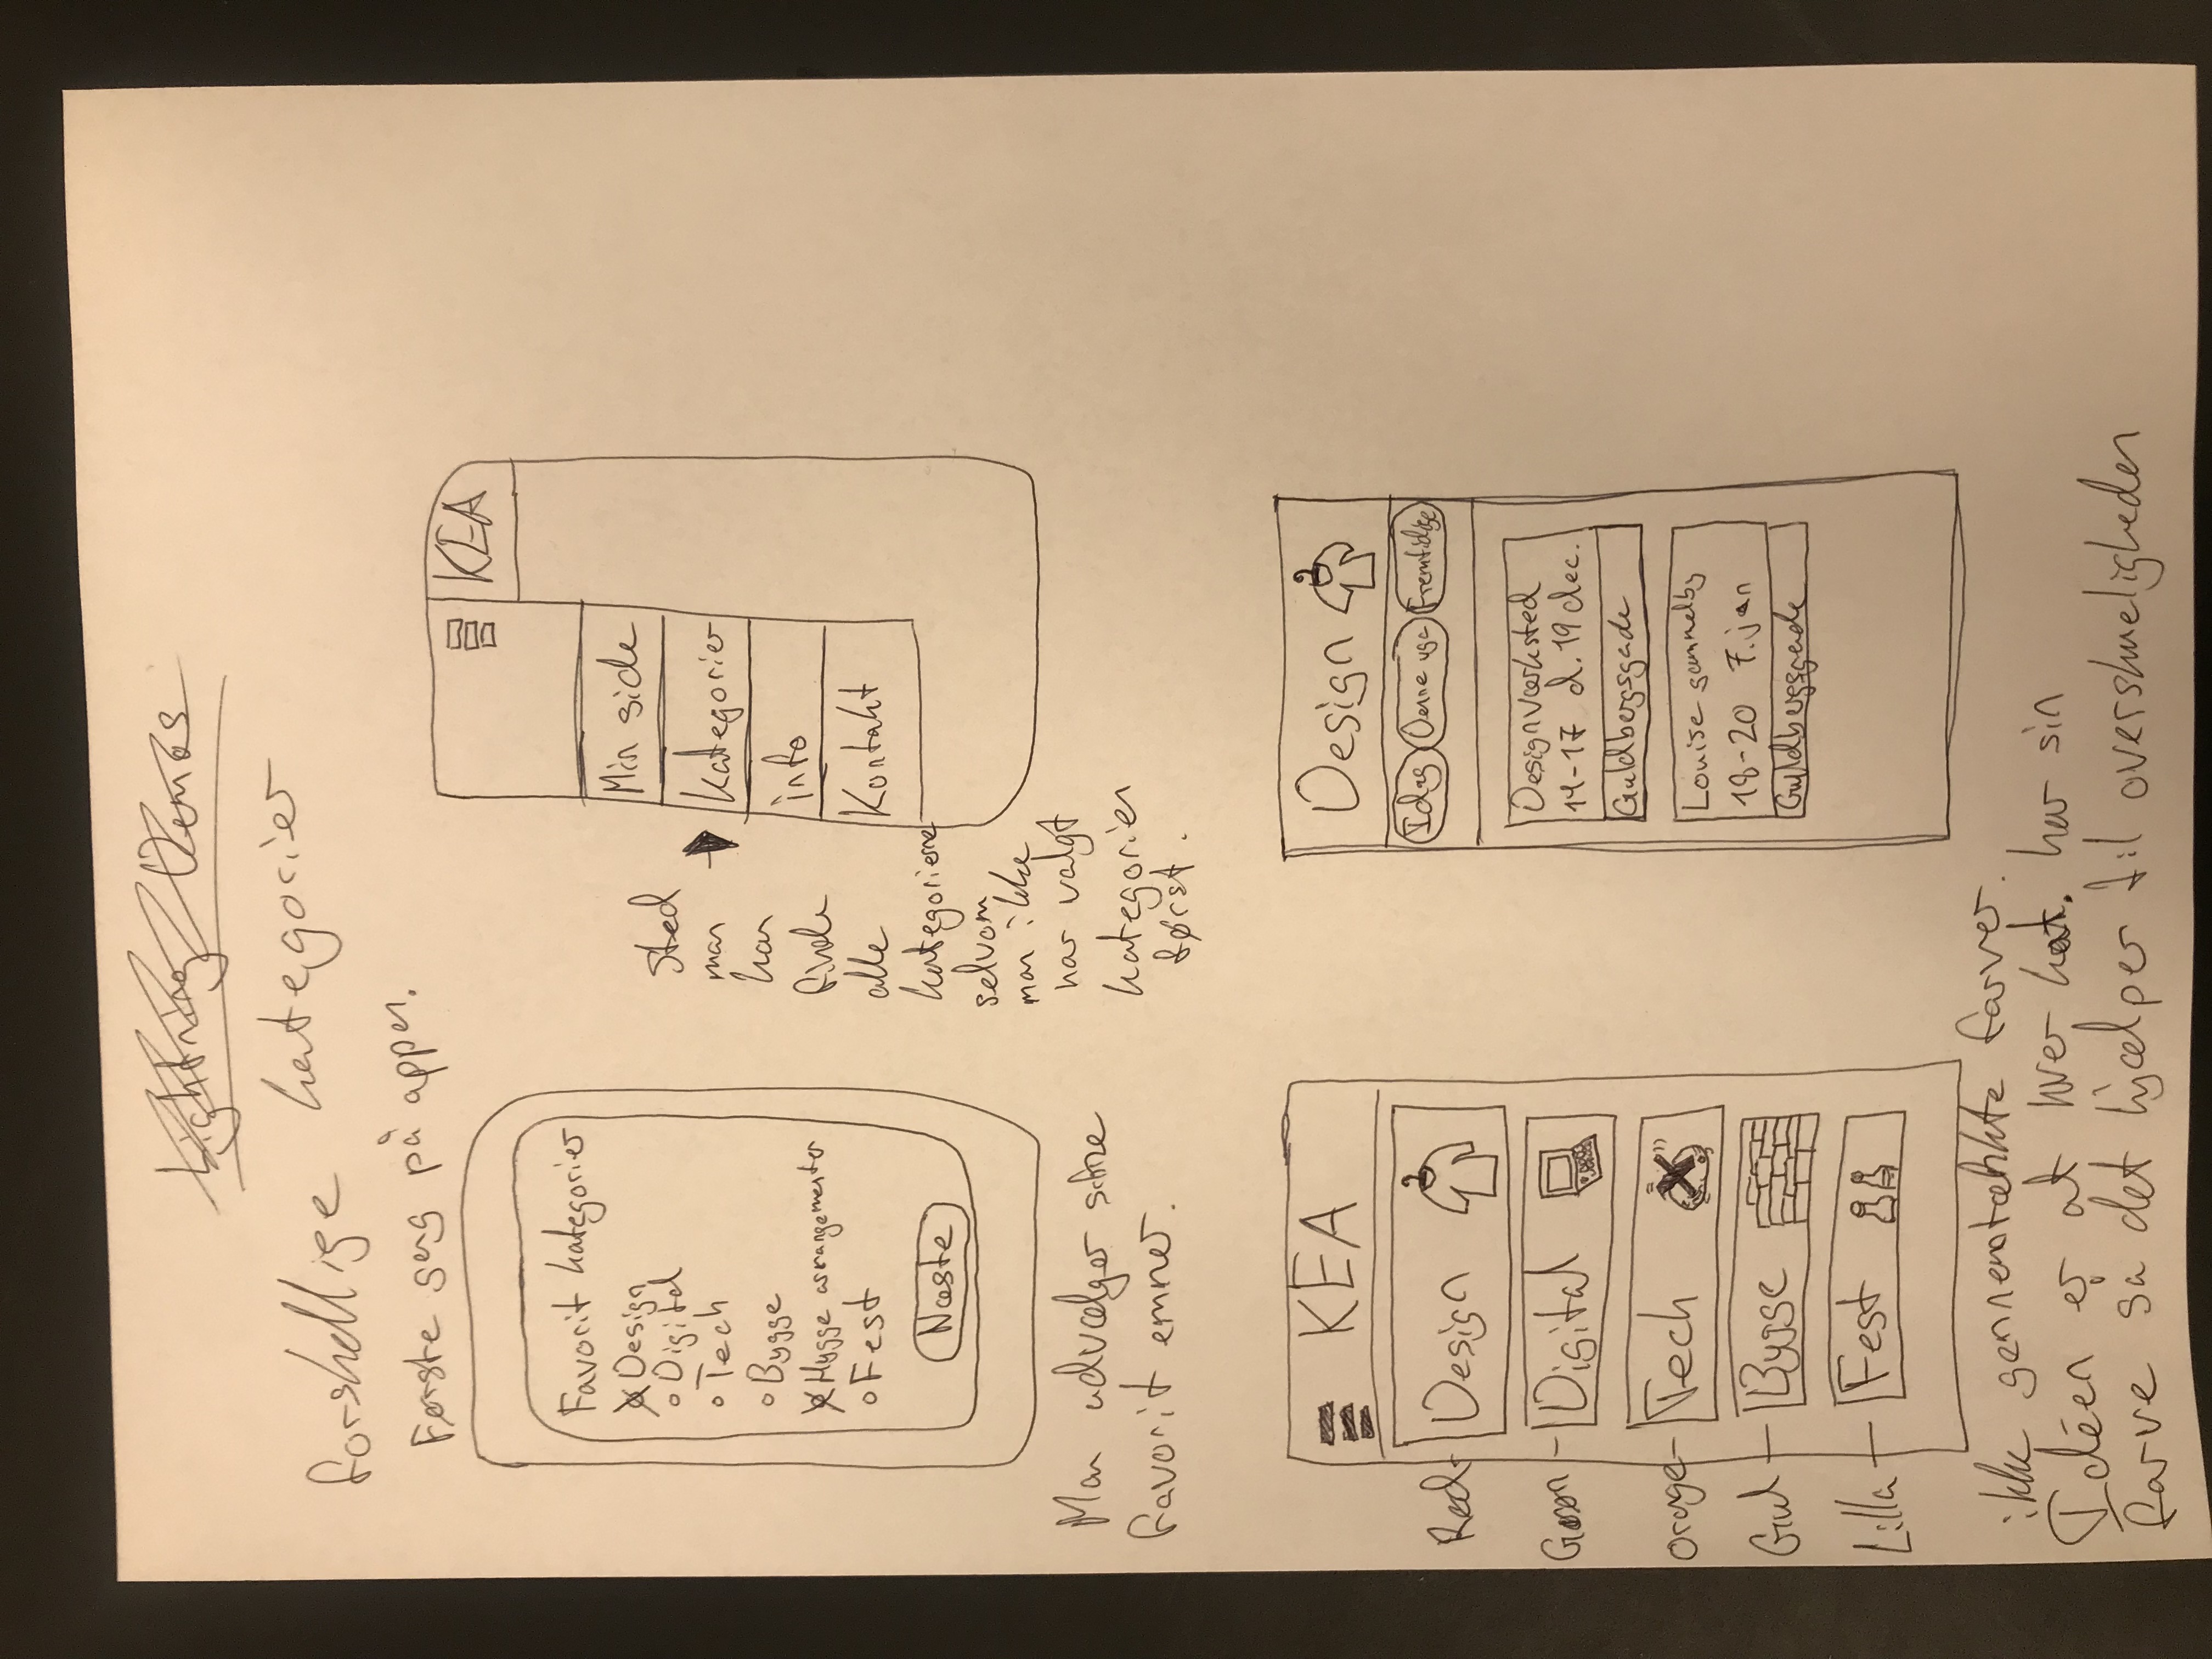 Lightning Demos
forskellige kategorier
Første gang på appen.
Favorit kategorier
Design
Digital
Tech
Bygge
Hygge arrangementer
Fest
Næste
Man udvælger sine
favorit emner.
Sted
man
kan
finde
alle
kategorierne
selvom
man ikke
har valgt
kategorien
først.
KEA
Min side
Kategorier
info
Kontakt
KEA
Rød
Design
Grøn
Digital
Orange
Tech
Gul
Bygge
Lilla
Fest
Design
Idag Denne uge Fremtidige
Designværksted
14-17 d. 19 dec.
Guldbergsgade
Louise gammelby
18-20 7. jan
Guldbergsgade
ikke gennemtænkte farver.
Idéen er at hver kat. har sin
farve så det hjælper til overskueligheden